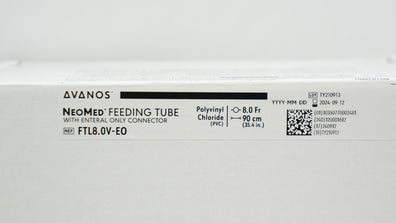 AVANOS
NEOMED® FEEDING TUBE
WITH ENTERAL ONLY CONNECTOR
REF FTL8.0V-EO
Polyvinyl
Chloride
(PVC)
8.0 Fr
90 cm
(35.4 in.)
YYYY-MM-DD
LOT TY210913
2024-09-12